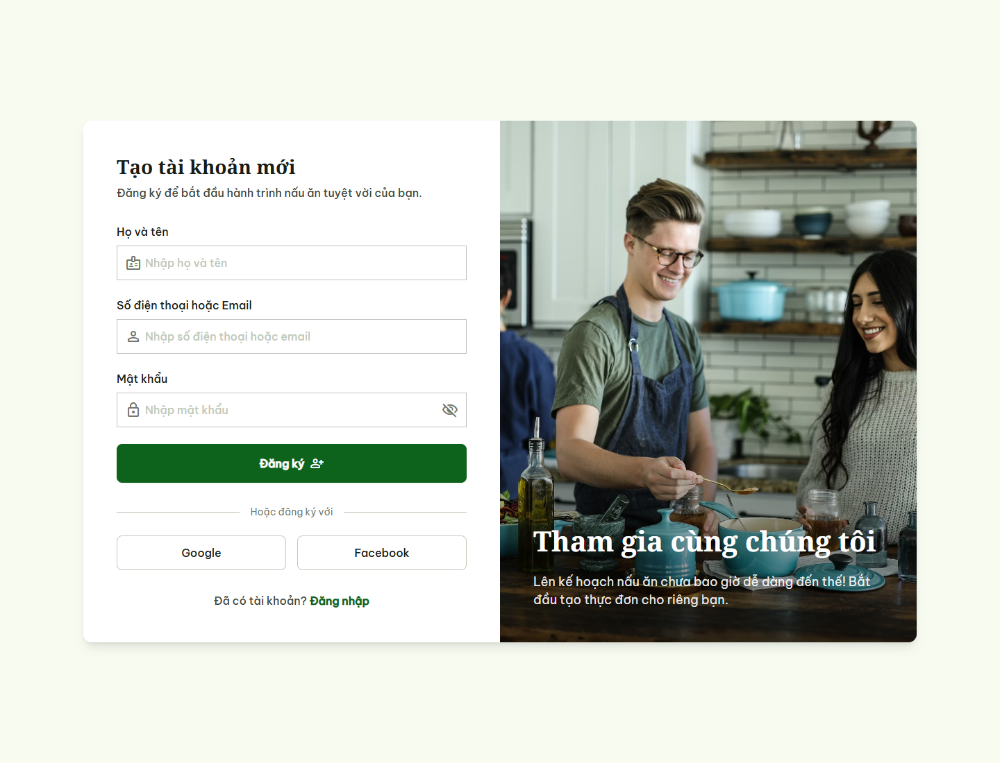 Tạo tài khoản mới
Đăng ký để bắt đầu hành trình nấu ăn tuyệt vời của bạn.
Họ và tên
Nhập họ và tên
Số điện thoại hoặc Email
Nhập số điện thoại hoặc email
Mật khẩu
Nhập mật khẩu
Đăng ký
Hoặc đăng ký với
Google
Facebook
Đã có tài khoản? Đăng nhập
Tham gia cùng chúng tôi
Lên kế hoạch nấu ăn chưa bao giờ dễ dàng đến thế! Bắt
đầu tạo thực đơn cho riêng bạn.